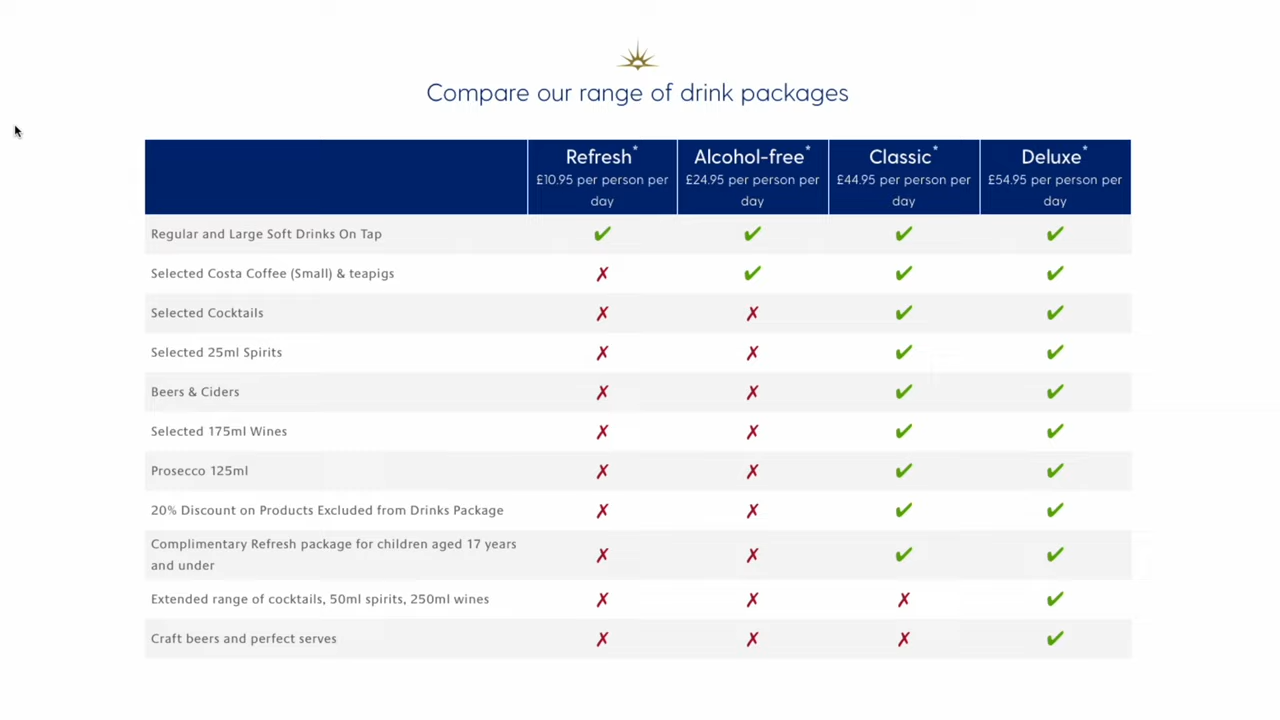 Compare our range of drink packages
Refresh* Alcohol-free* Classic* Deluxe*
£10.95 per person per day £24.95 per person per day £44.95 per person per day £54.95 per person per day
Regular and Large Soft Drinks On Tap ✔ ✔ ✔ ✔
Selected Costa Coffee (Small) & teapigs ✗ ✔ ✔ ✔
Selected Cocktails ✗ ✗ ✔ ✔
Selected 25ml Spirits ✗ ✗ ✔ ✔
Beers & Ciders ✗ ✗ ✔ ✔
Selected 175ml Wines ✗ ✗ ✔ ✔
Prosecco 125ml ✗ ✗ ✔ ✔
20% Discount on Products Excluded from Drinks Package ✗ ✗ ✔ ✔
Complimentary Refresh package for children aged 17 years
and under ✗ ✗ ✔ ✔
Extended range of cocktails, 50ml spirits, 250ml wines ✗ ✗ ✗ ✔
Craft beers and perfect serves ✗ ✗ ✗ ✔